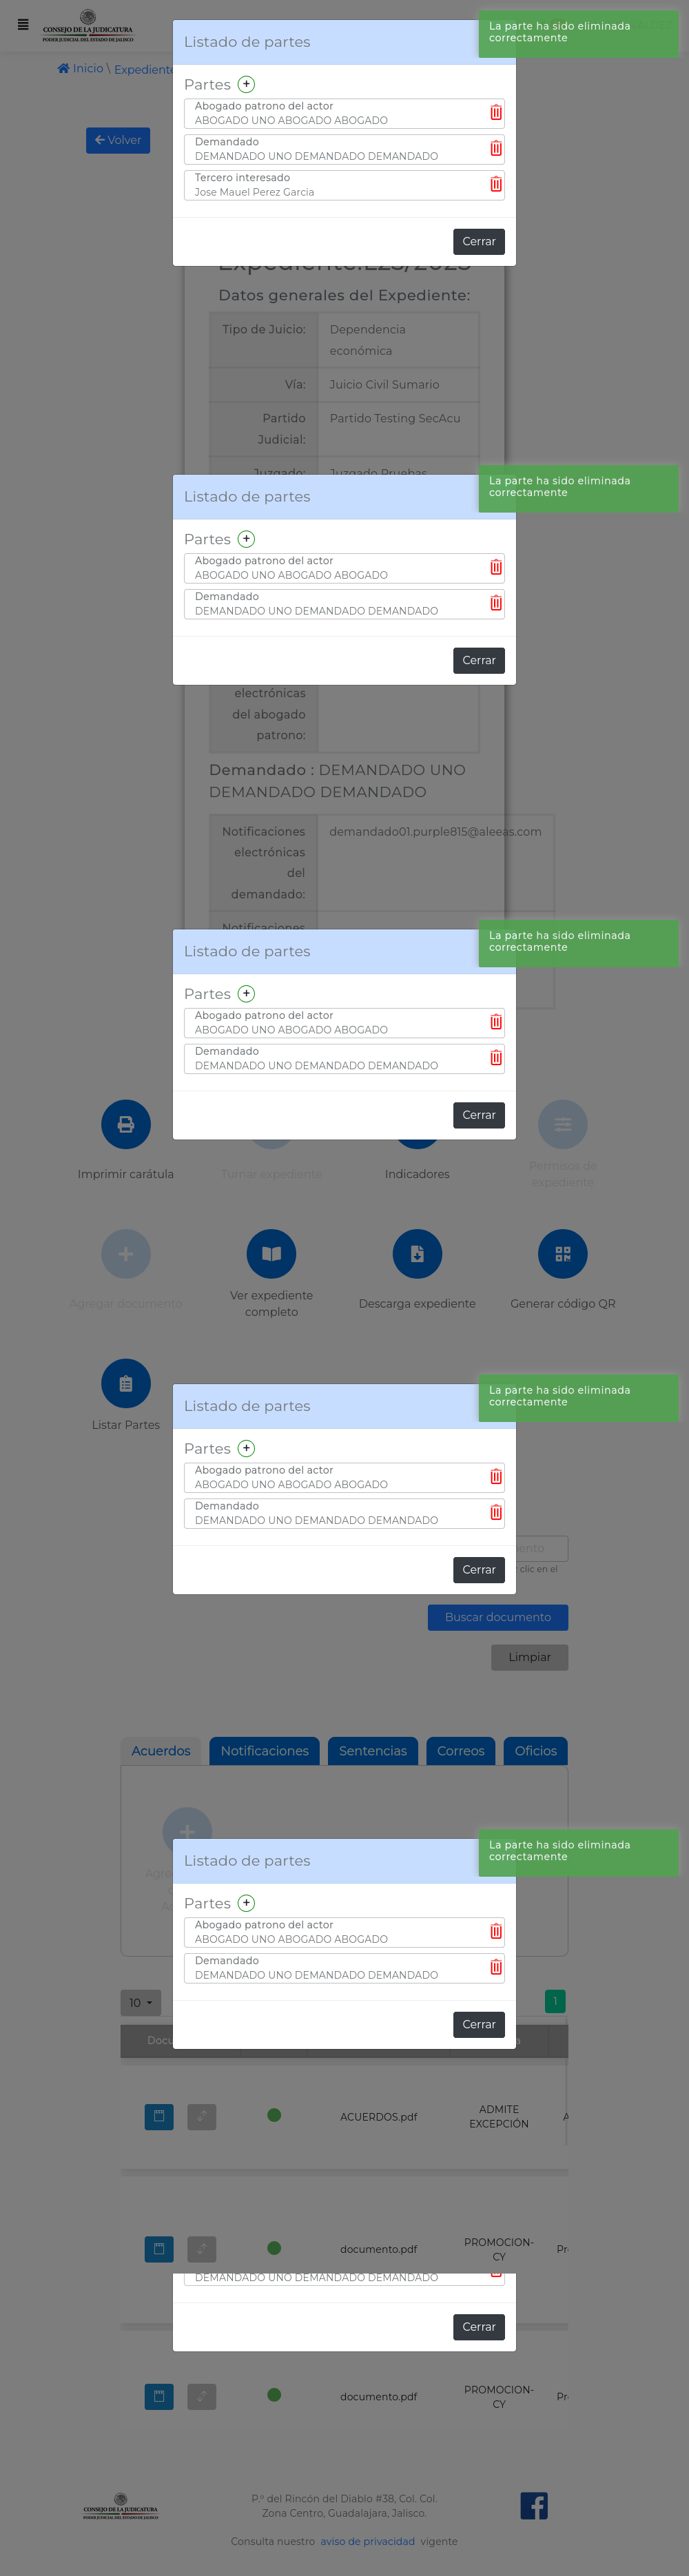 CONSEJO DE LA JUDICATURA
PODER JUDICIAL DEL ESTADO DE JALISCO
Inicio \ Expediente
Volver
Listado de partes
La parte ha sido eliminada
correctamente
Partes +
Abogado patrono del actor
ABOGADO UNO ABOGADO ABOGADO
Demandado
DEMANDADO UNO DEMANDADO DEMANDADO
Tercero interesado
Jose Mauel Perez García
Cerrar
Datos generales del Expediente:
Tipo de Juicio: Dependencia
económica
Vía: Juicio Civil Sumario
Partido Partido Testing SecAcu
Judicial:
Juzgado: Juzgado Pruebas
Listado de partes
La parte ha sido eliminada
correctamente
Partes +
Abogado patrono del actor
ABOGADO UNO ABOGADO ABOGADO
Demandado
DEMANDADO UNO DEMANDADO DEMANDADO
Cerrar
electrónicas
del abogado
patrono:
Demandado : DEMANDADO UNO
DEMANDADO DEMANDADO
Notificaciones demandado01.purple815@aleeas.com
electrónicas
del
demandado:
Notificaciones
Listado de partes
La parte ha sido eliminada
correctamente
Partes +
Abogado patrono del actor
ABOGADO UNO ABOGADO ABOGADO
Demandado
DEMANDADO UNO DEMANDADO DEMANDADO
Cerrar
Imprimir carátula
Turnar expediente
Indicadores
Permisos de
expediente
Agregar documento
Ver expediente
completo
Descarga expediente
Generar código QR
Listar Partes
Listado de partes
La parte ha sido eliminada
correctamente
Partes +
Abogado patrono del actor
ABOGADO UNO ABOGADO ABOGADO
Demandado
DEMANDADO UNO DEMANDADO DEMANDADO
Cerrar
clic en el
Buscar documento
Limpiar
Acuerdos Notificaciones Sentencias Correos Oficios
Listado de partes
La parte ha sido eliminada
correctamente
Partes +
Abogado patrono del actor
ABOGADO UNO ABOGADO ABOGADO
Demandado
DEMANDADO UNO DEMANDADO DEMANDADO
Cerrar
10
1
ACUERDOS.pdf ADMITE
EXCEPCIÓN
documento.pdf PROMOCION-
CY
DEMANDADO UNO DEMANDADO DEMANDADO
Cerrar
documento.pdf PROMOCION-
CY
CONSEJO DE LA JUDICATURA
PODER JUDICIAL DEL ESTADO DE JALISCO
P.º del Rincón del Diablo #38, Col. Col.
Zona Centro, Guadalajara, Jalisco.
Consulta nuestro aviso de privacidad vigente